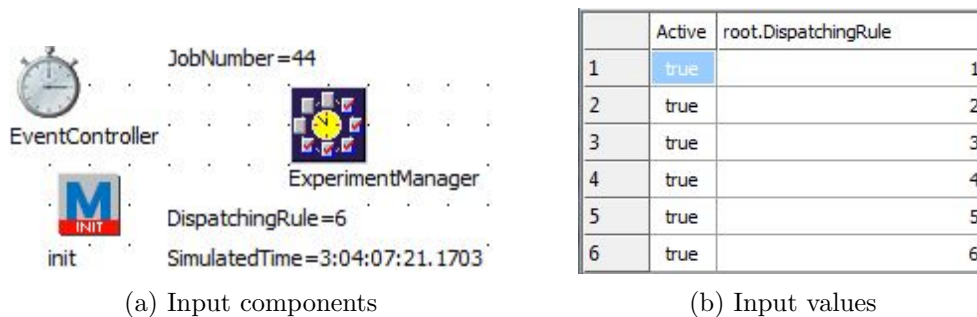 JobNumber=44
EventController
ExperimentManager
M
INIT
init
DispatchingRule=6
SimulatedTime=3:04:07:21.1703
(a) Input components
Active root.DispatchingRule
1 true 1
2 true 2
3 true 3
4 true 4
5 true 5
6 true 6
(b) Input values